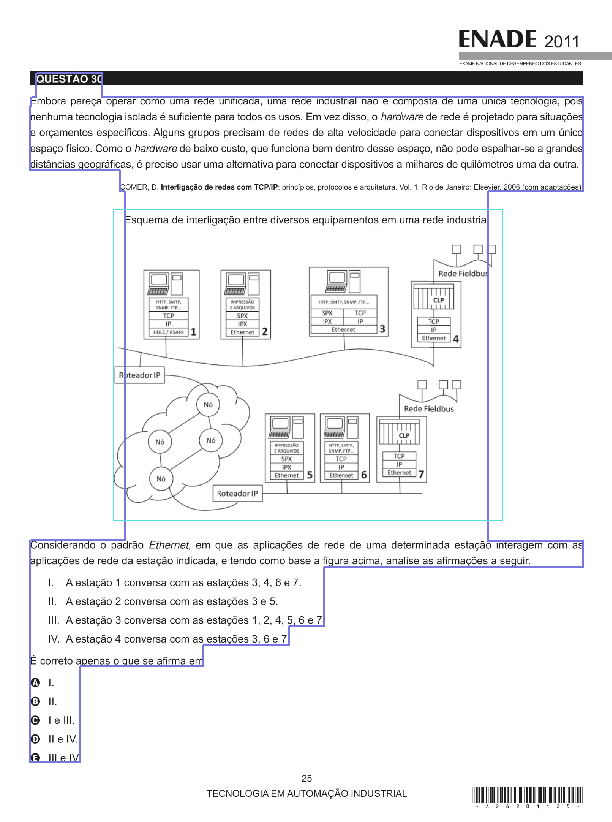 ENADE 2011
EXAME NACIONAL DE DESEMPENHO DOS ESTUDANTES
QUESTÃO 30
Embora pareça operar como uma rede unificada, uma rede industrial não é composta de uma única tecnologia, pois
nenhuma tecnologia isolada é suficiente para todos os usos. Em vez disso, o hardware de rede é projetado para situações
e orçamentos específicos. Alguns grupos precisam de redes de alta velocidade para conectar dispositivos em um único
espaço físico. Como o hardware de baixo custo, que funciona bem dentro desse espaço, não pode espalhar-se a grandes
distâncias geográficas, é preciso usar uma alternativa para conectar dispositivos a milhares de quilômetros uma da outra.
COMER, D. Interligação de redes com TCP/IP: princípios, protocolos e arquitetura. Vol. 1. Rio de Janeiro: Elsevier, 2006 (com adaptações).
Esquema de interligação entre diversos equipamentos em uma rede industrial
Rede Fieldbus
HTTP, SMTP,
SNMP, FTP...
TCP
IP
HDLC / RS449 1
IMPRESSÃO
E ARQUIVOS
SPX
IPX
Ethernet 2
HTTP, SMTP, SNMP, FTP...
SPX TCP
IPX IP
Ethernet 3
CLP
TCP
IP
Ethernet 4
Roteador IP
Nó
Nó
Nó
Nó
Rede Fieldbus
IMPRESSÃO
E ARQUIVOS
SPX
IPX
Ethernet 5
HTTP, SMTP,
SNMP, FTP...
TCP
IP
Ethernet 6
CLP
TCP
IP
Ethernet 7
Roteador IP
Considerando o padrão Ethernet, em que as aplicações de rede de uma determinada estação interagem com as
aplicações de rede da estação indicada, e tendo como base a figura acima, analise as afirmações a seguir.
I. A estação 1 conversa com as estações 3, 4, 6 e 7.
II. A estação 2 conversa com as estações 3 e 5.
III. A estação 3 conversa com as estações 1, 2, 4, 5, 6 e 7.
IV. A estação 4 conversa com as estações 3, 6 e 7.
É correto apenas o que se afirma em
A I.
B II.
C I e III.
D II e IV.
E III e IV.
25
TECNOLOGIA EM AUTOMAÇÃO INDUSTRIAL